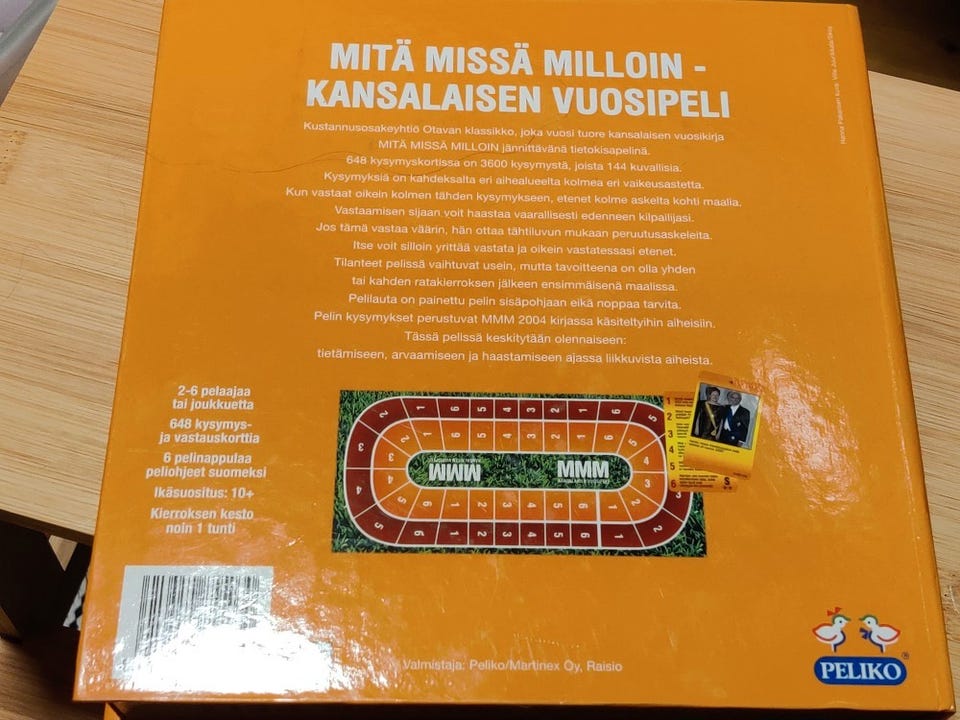 MITÄ MISSÄ MILLOIN -
KANSALAISEN VUOSIPELI
Kustannusosakeyhtiö Otavan klassikko, joka vuosi tuore kansalaisen vuosikirja
MITÄ MISSÄ MILLOIN jännittävänä tietokisapelinä.
648 kysymyskortissa on 3600 kysymystä, joista 144 kuvallisia.
Kysymyksiä on kahdeksalta eri aihealueelta kolmea eri vaikeusastetta.
Kun vastaat oikein kolmen tähden kysymykseen, etenet kolme askelta kohti maalia.
Vastaamisen sijaan voit haastaa vaarallisesti edenneen kilpailijasi.
Jos tämä vastaa väärin, hän ottaa tähtiluvun mukaan peruutusaskeleita.
Itse voit silloin yrittää vastata ja oikein vastatessasi etenet.
Tilanteet pelissä vaihtuvat usein, mutta tavoitteena on olla yhden
tai kahden ratakierroksen jälkeen ensimmäisenä maalissa.
Pelilauta on painettu pelin sisäpohjaan eikä noppaa tarvita.
Pelin kysymykset perustuvat MMM 2004 kirjassa käsiteltyihin aiheisiin.
Tässä pelissä keskitytään olennaiseen:
tietämiseen, arvaamiseen ja haastamiseen ajassa liikkuvista aiheista.
2-6 pelaajaa
tai joukkuetta
648 kysymys-
ja vastauskorttia
6 pelinappulaa
peliohjeet suomeksi
Ikäsuositus: 10+
Kierroksen kesto
noin 1 tunti
MMM
MMM
Valmistaja: Peliko/Martinex Oy, Raisio
PELIKO